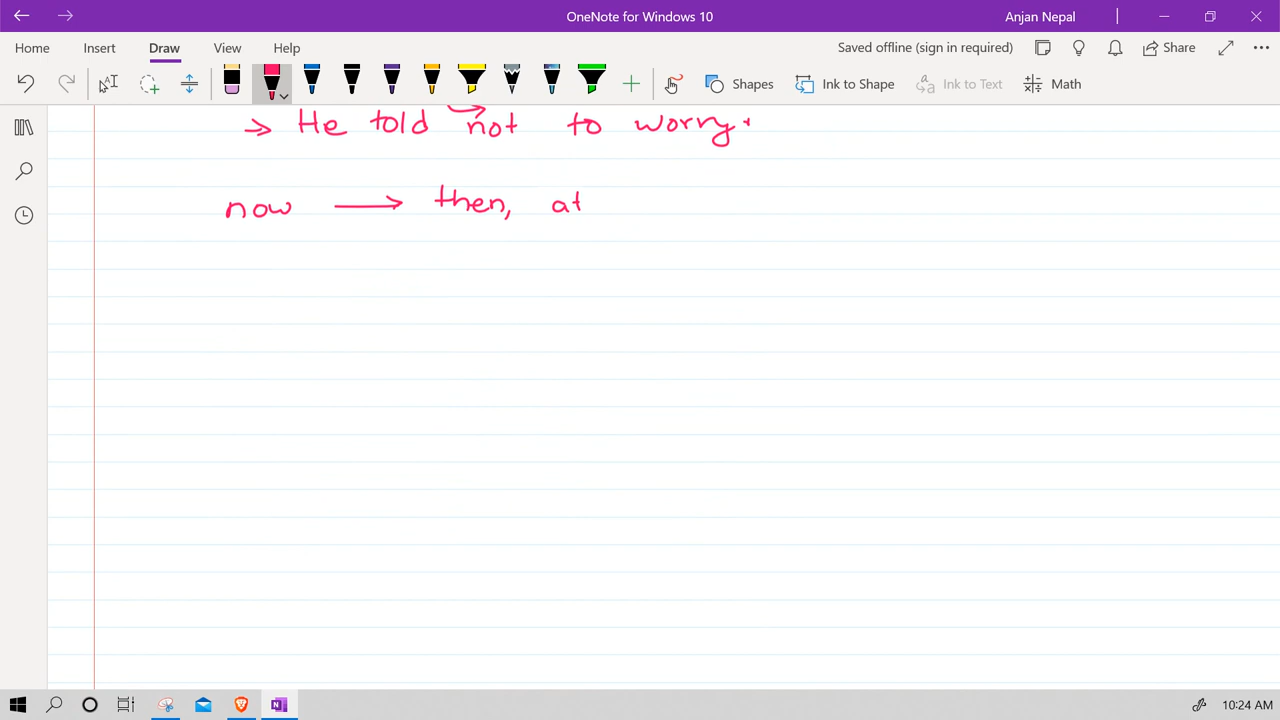 OneNote for Windows 10 Anjan Nepal
Home Insert Draw View Help Saved offline (sign in required) Share
Shapes Ink to Shape Ink to Text Math
→ He told not to worry.
now → then, at
10:24 AM